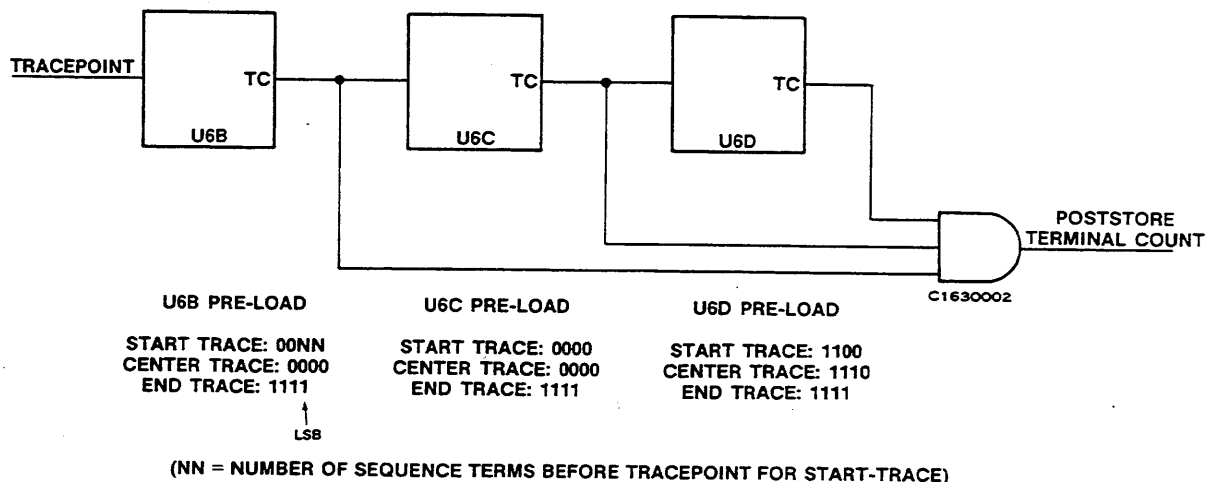 TRACEPOINT
TC
U6B
TC
U6C
TC
U6D
POSTSTORE
TERMINAL COUNT
C1630002
U6B PRE-LOAD
START TRACE: 00NN
CENTER TRACE: 0000
END TRACE: 1111
LSB
U6C PRE-LOAD
START TRACE: 0000
CENTER TRACE: 0000
END TRACE: 1111
U6D PRE-LOAD
START TRACE: 1100
CENTER TRACE: 1110
END TRACE: 1111
(NN = NUMBER OF SEQUENCE TERMS BEFORE TRACEPOINT FOR START-TRACE)